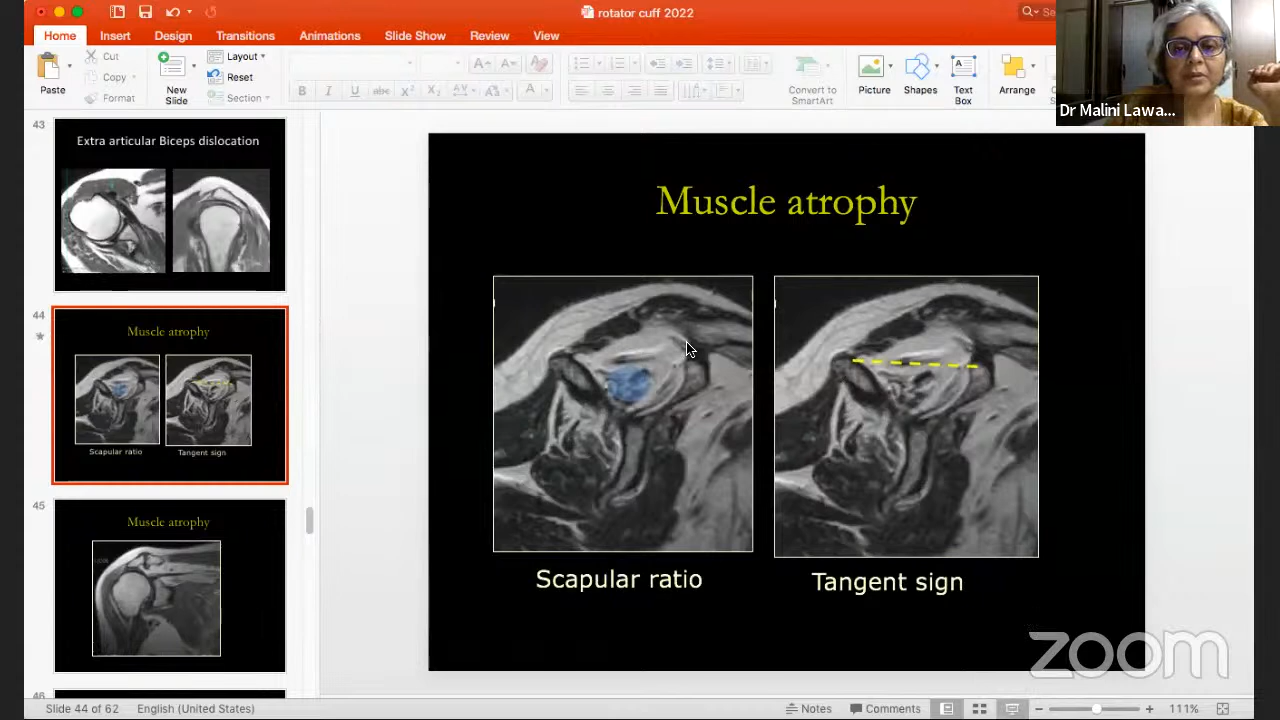 rotator cuff 2022
Se
Home Insert Design Transitions Animations Slide Show Review View
Paste
Cut
Copy
Format
New
Slide
Layout
Reset
Section
Convert to
SmartArt
Picture
Shapes
Text
Box
Arrange
Dr Malini Lawa...
43
Extra articular Biceps dislocation
44
Muscle atrophy
Scapular ratio
Tangent sign
45
Muscle atrophy
46
Muscle atrophy
Scapular ratio
Tangent sign
zoom
Slide 44 of 62
English (United States)
Notes
Comments
111%